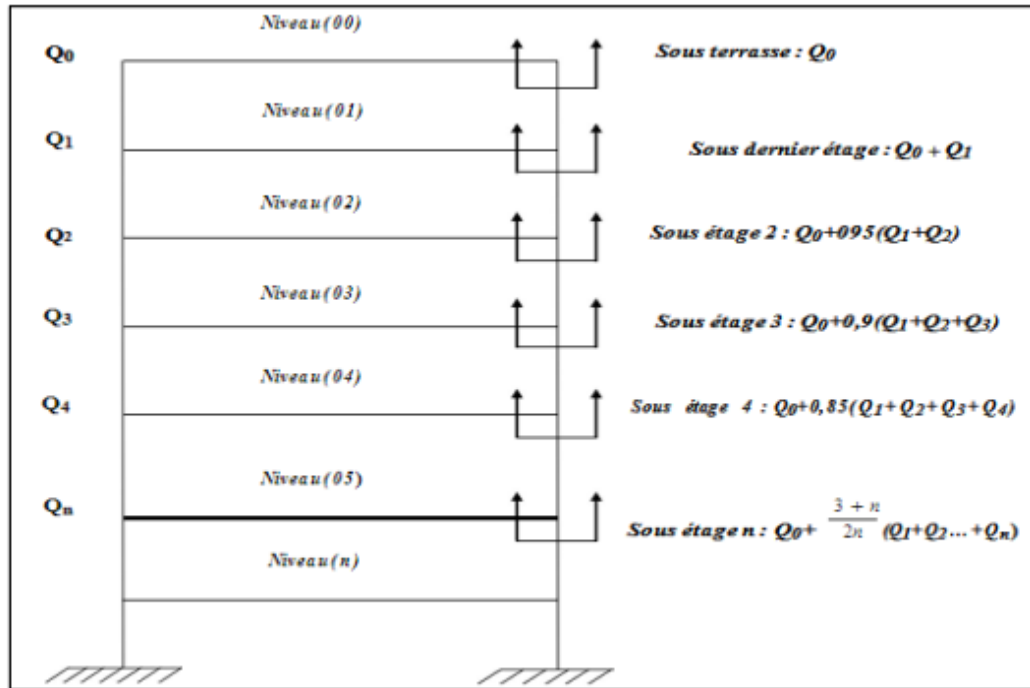 Niveau(00)
Q0
Sous terrasse : Q0
Niveau(01)
Q1
Sous dernier étage : Q0 + Q1
Niveau(02)
Q2
Sous étage 2 : Q0+095(Q1+Q2)
Niveau(03)
Q3
Sous étage 3 : Q0+0,9(Q1+Q2+Q3)
Niveau(04)
Q4
Sous étage 4 : Q0+0,85(Q1+Q2+Q3+Q4)
Niveau(05)
Qn
Sous étage n : Q0+ (3 + n)/2n (Q1+Q2...+Qn)
Niveau(n)